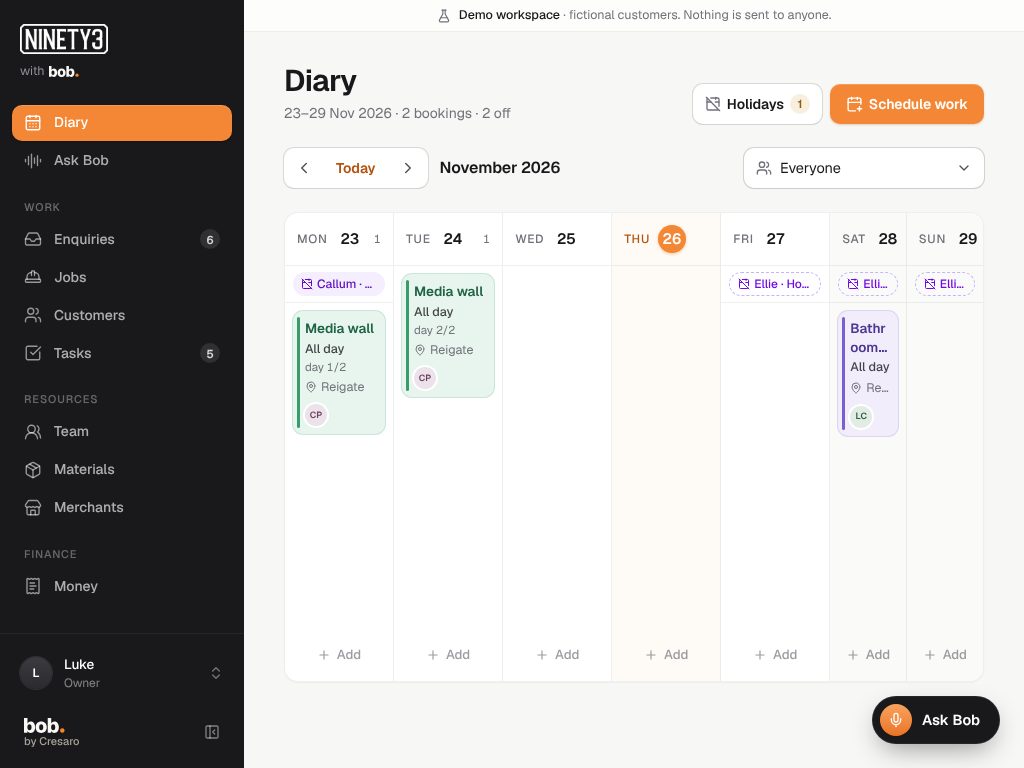 NINETY3
with bob.
Demo workspace · fictional customers. Nothing is sent to anyone.
Diary
Ask Bob
WORK
Enquiries 6
Jobs
Customers
Tasks 5
RESOURCES
Team
Materials
Merchants
FINANCE
Money
L
Luke
Owner
bob.
by Cresaro
Diary
23–29 Nov 2026 · 2 bookings · 2 off
Holidays 1
Schedule work
Today
November 2026
Everyone
MON 23 1
TUE 24 1
WED 25
THU 26
FRI 27
SAT 28
SUN 29
Callum · ...
Media wall
All day
day 1/2
Reigate
CP
Media wall
All day
day 2/2
Reigate
CP
Ellie · Ho...
Elli...
Bathr
oom...
All day
Re...
LC
Elli...
+ Add
+ Add
+ Add
+ Add
+ Add
+ Add
+ Add
Ask Bob